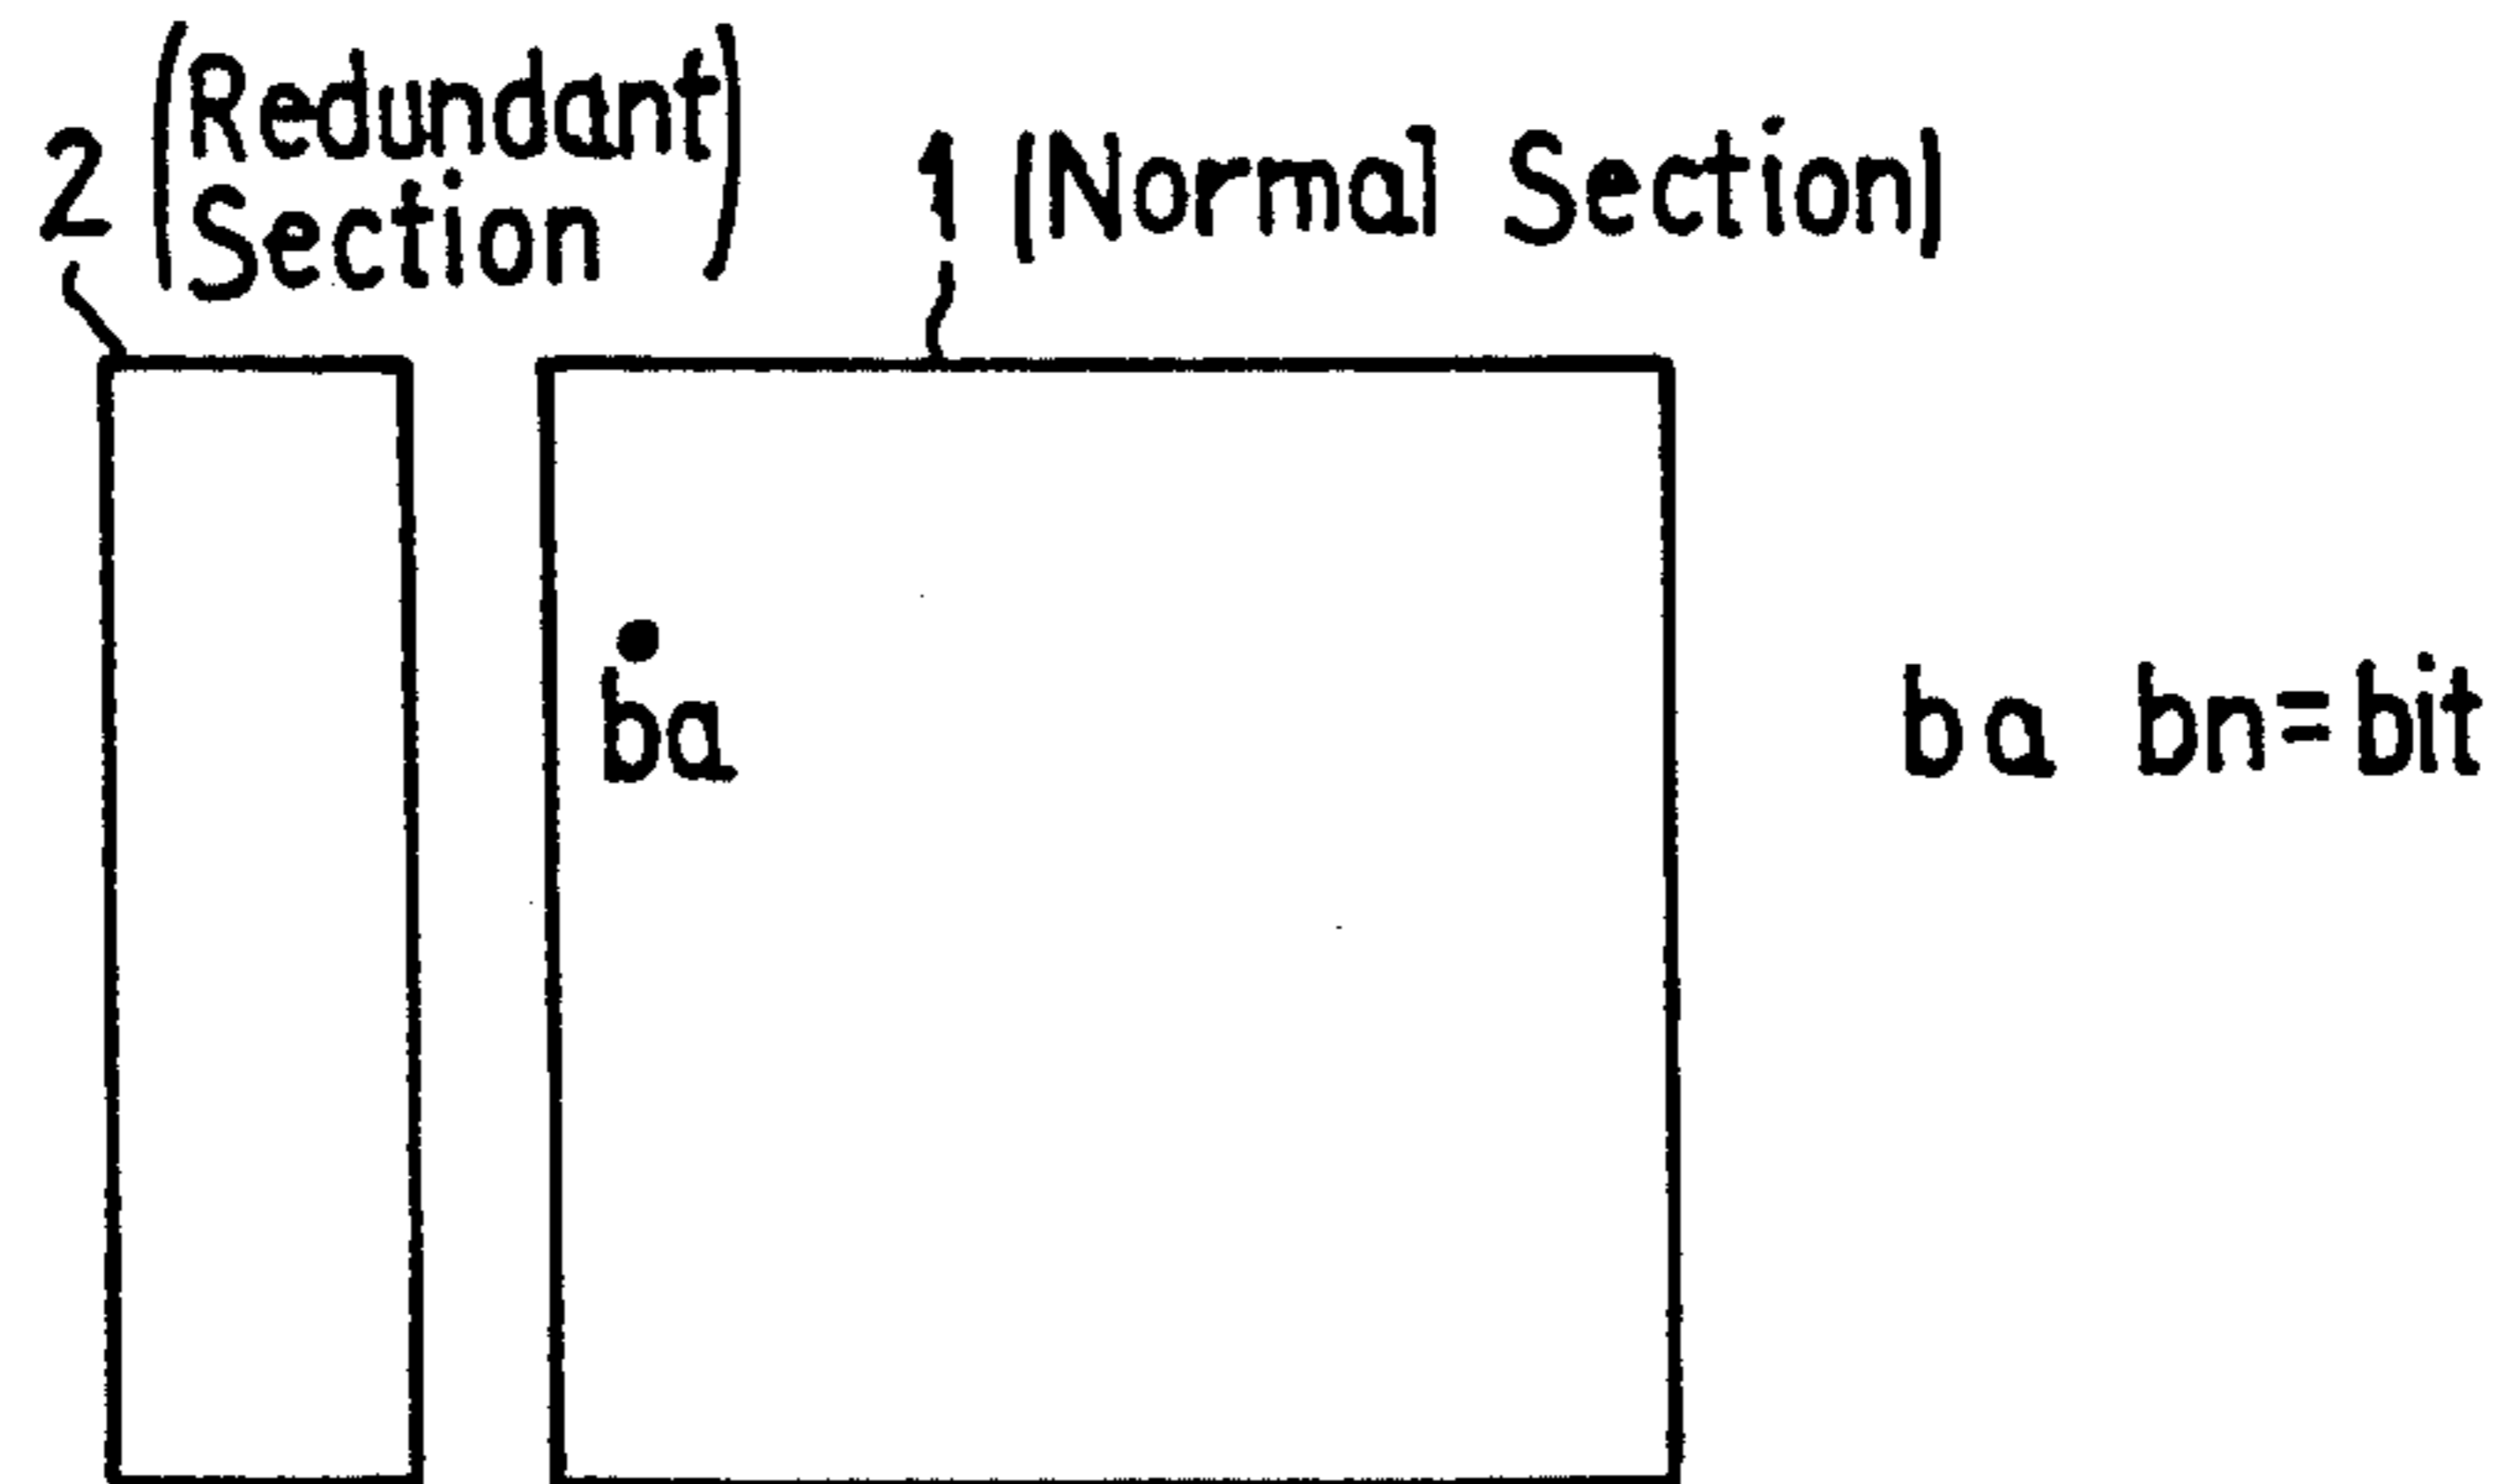 2 (Redundant Section)
1 (Normal Section)
ba
ba bn=bit